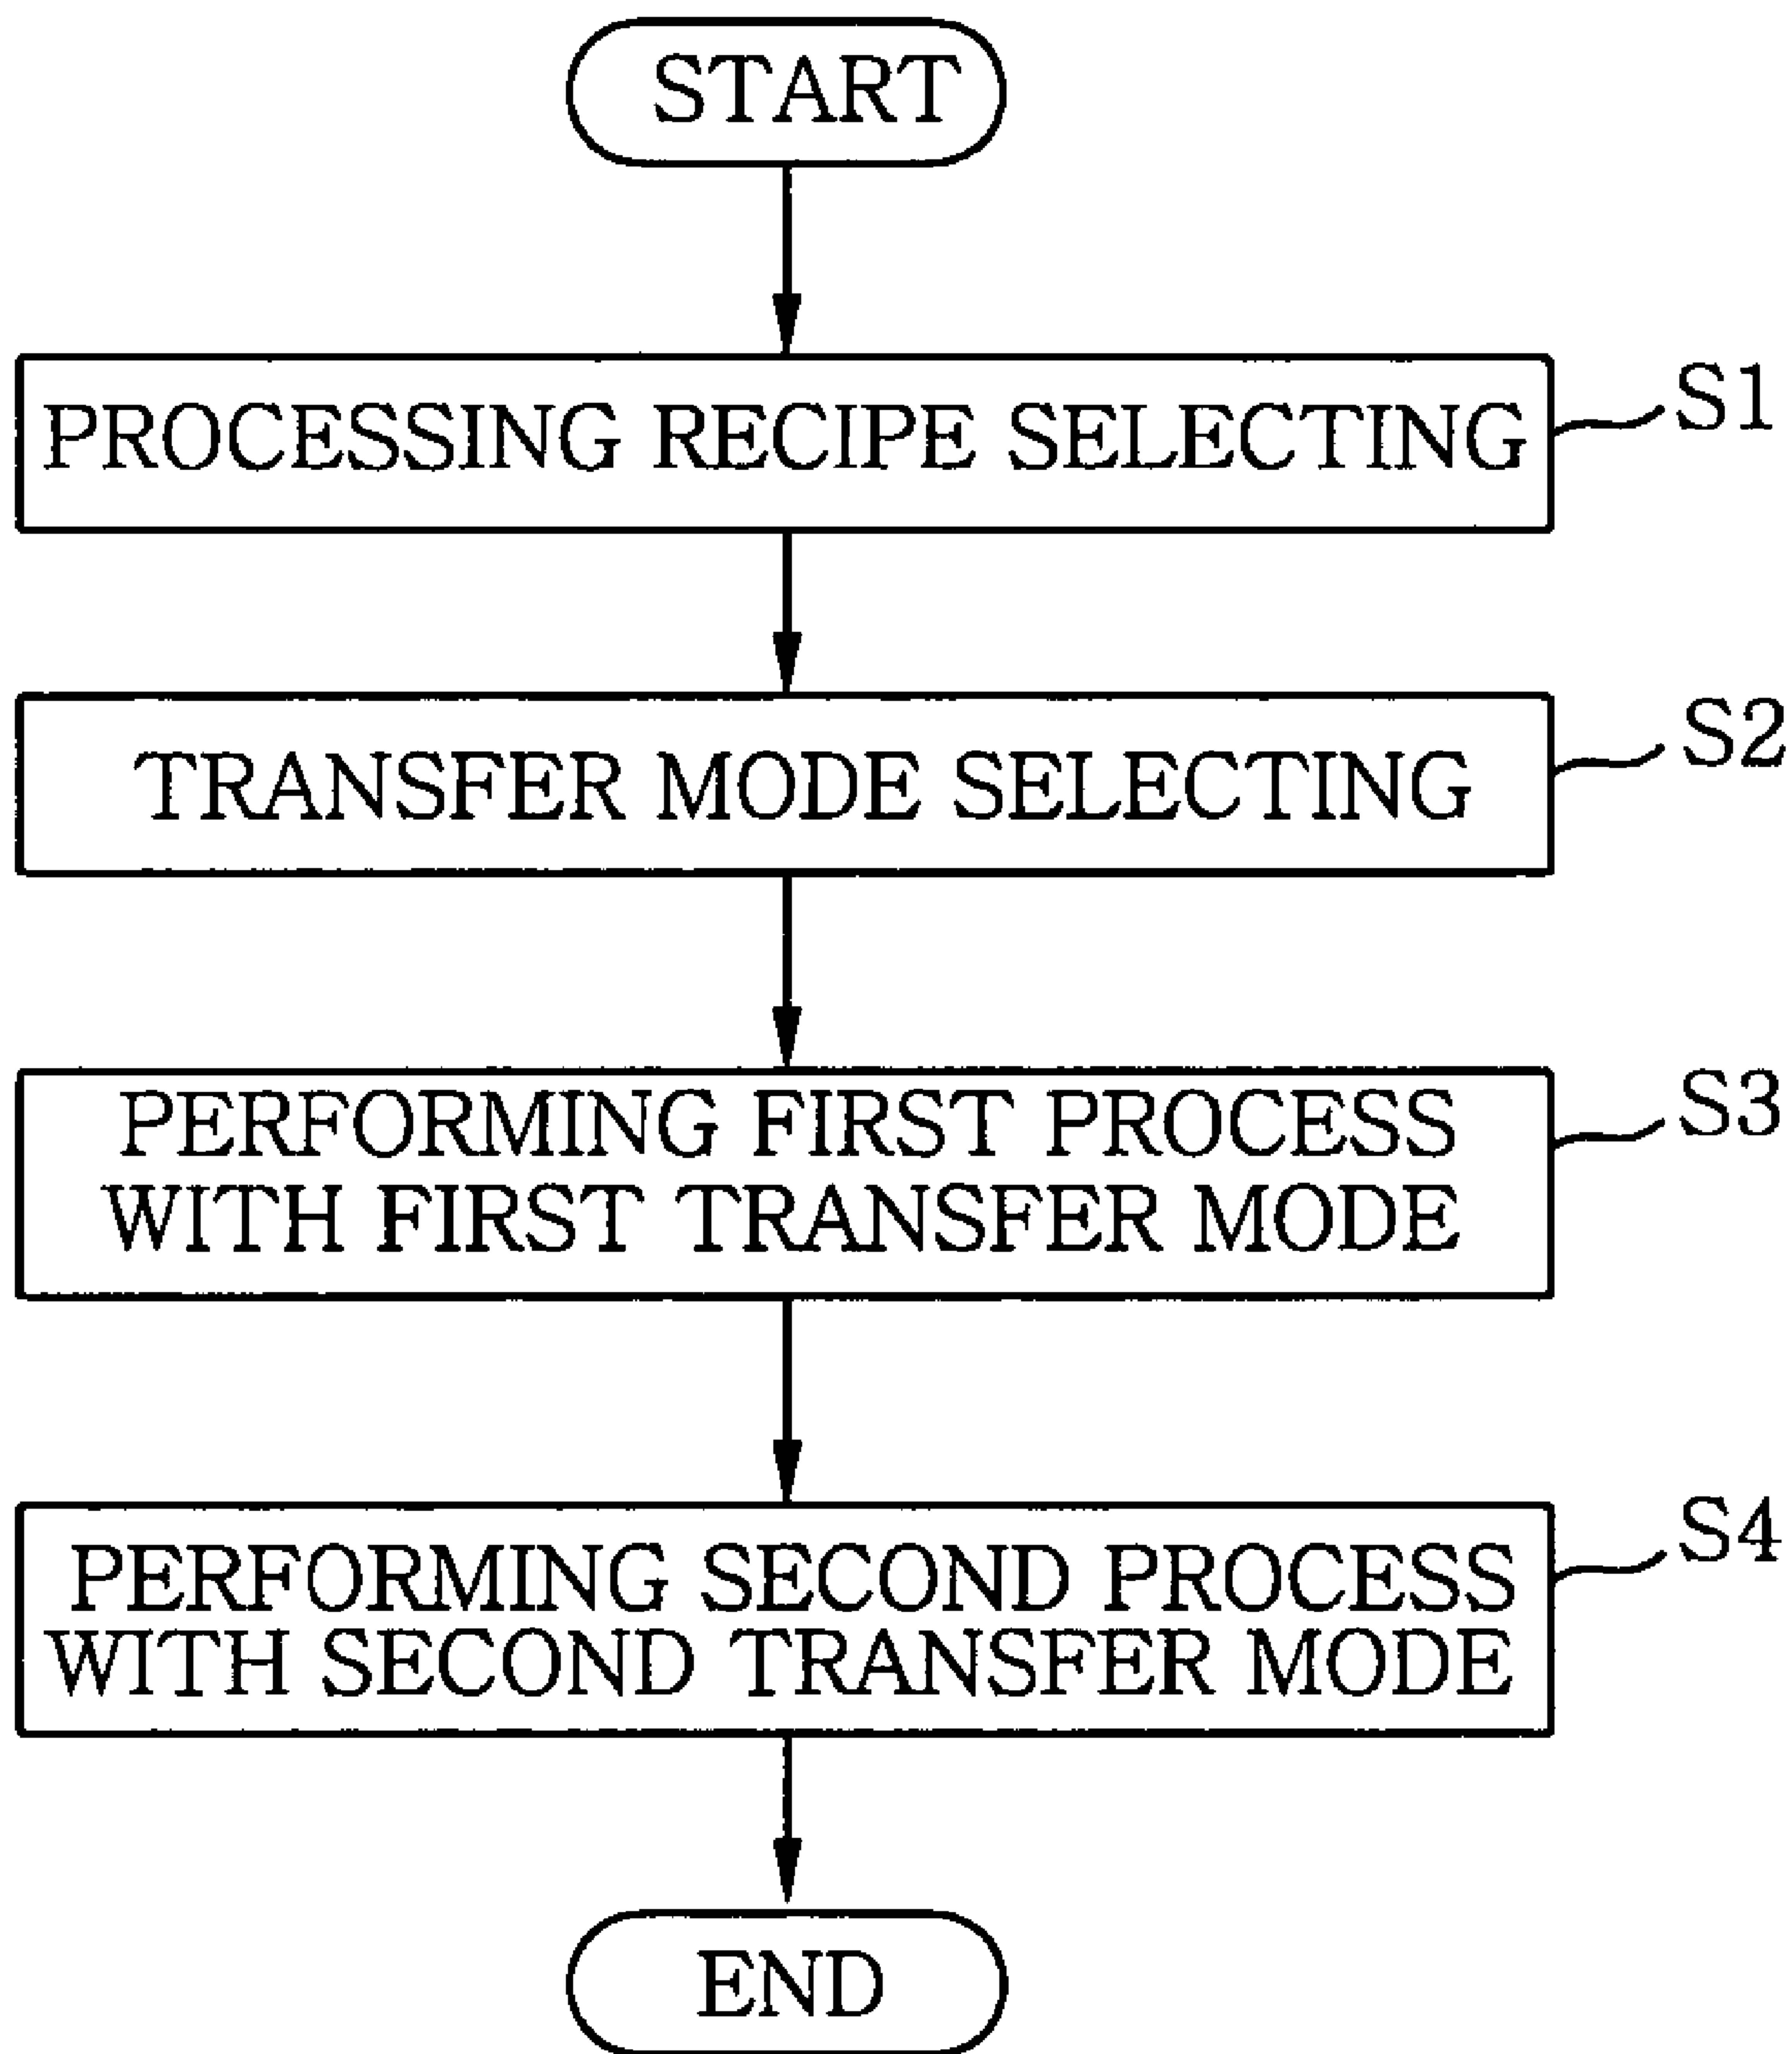 START
PROCESSING RECIPE SELECTING
S1
TRANSFER MODE SELECTING
S2
PERFORMING FIRST PROCESS
WITH FIRST TRANSFER MODE
S3
PERFORMING SECOND PROCESS
WITH SECOND TRANSFER MODE
S4
END